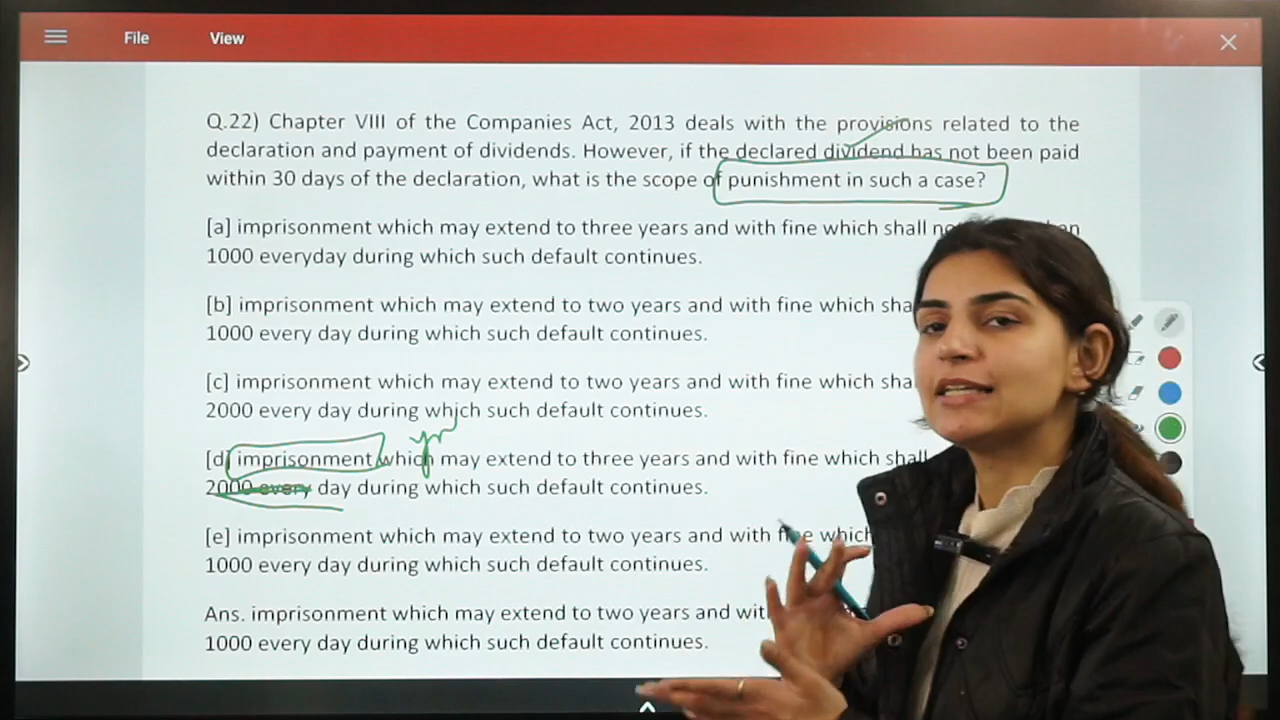 File
View
Q.22) Chapter VIII of the Companies Act, 2013 deals with the provisions related to the
declaration and payment of dividends. However, if the declared dividend has not been paid
within 30 days of the declaration, what is the scope of punishment in such a case?
[a] imprisonment which may extend to three years and with fine which shall
1000 everyday during which such default continues.
[b] imprisonment which may extend to two years and with fine which
1000 every day during which such default continues.
[c] imprisonment which may extend to two years and with fine which
2000 every day during which such default continues.
[d] imprisonment which may extend to three years and with fine which shall
2000 every day during which such default continues.
[e] imprisonment which may extend to two years and with fine which
1000 every day during which such default continues.
Ans. imprisonment which may extend to two years and
1000 every day during which such default continues.